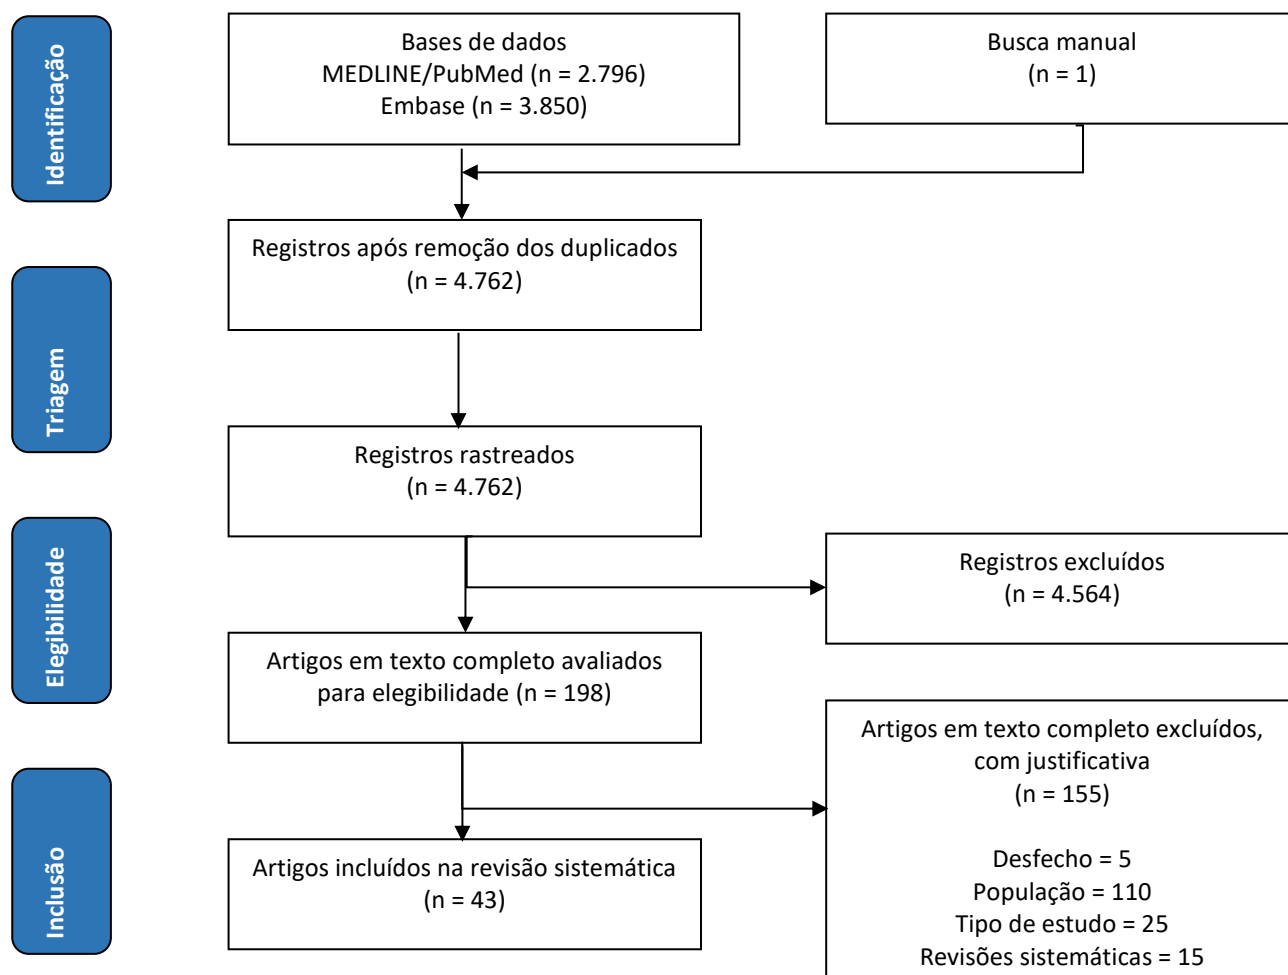 Identificação
Bases de dados
MEDLINE/PubMed (n = 2.796)
Embase (n = 3.850)
Busca manual
(n = 1)
Registros após remoção dos duplicados
(n = 4.762)
Triagem
Registros rastreados
(n = 4.762)
Elegibilidade
Registros excluídos
(n = 4.564)
Artigos em texto completo avaliados
para elegibilidade (n = 198)
Artigos em texto completo excluídos,
com justificativa
(n = 155)
Desfecho = 5
População = 110
Tipo de estudo = 25
Revisões sistemáticas = 15
Inclusão
Artigos incluídos na revisão sistemática
(n = 43)